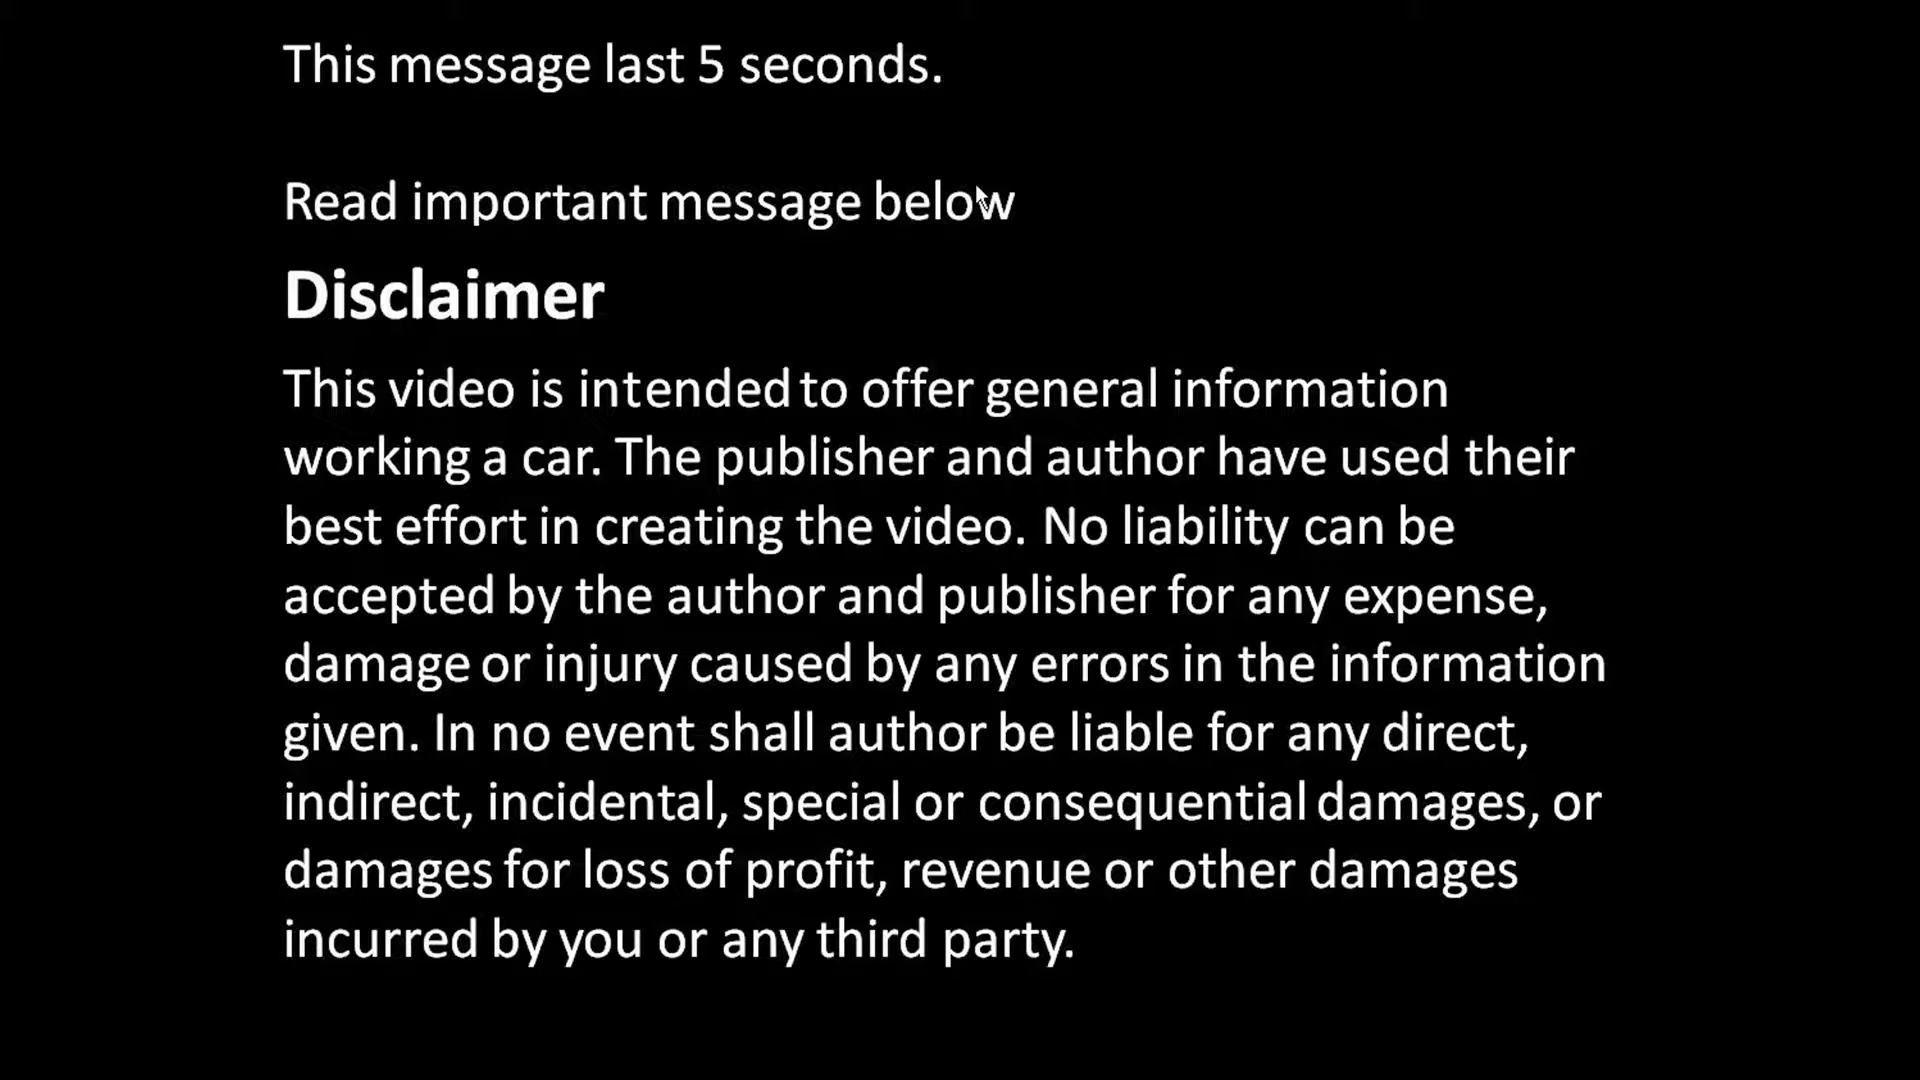 This message last 5 seconds.
Read important message below
Disclaimer
This video is intended to offer general information
working a car. The publisher and author have used their
best effort in creating the video. No liability can be
accepted by the author and publisher for any expense,
damage or injury caused by any errors in the information
given. In no event shall author be liable for any direct,
indirect, incidental, special or consequential damages, or
damages for loss of profit, revenue or other damages
incurred by you or any third party.